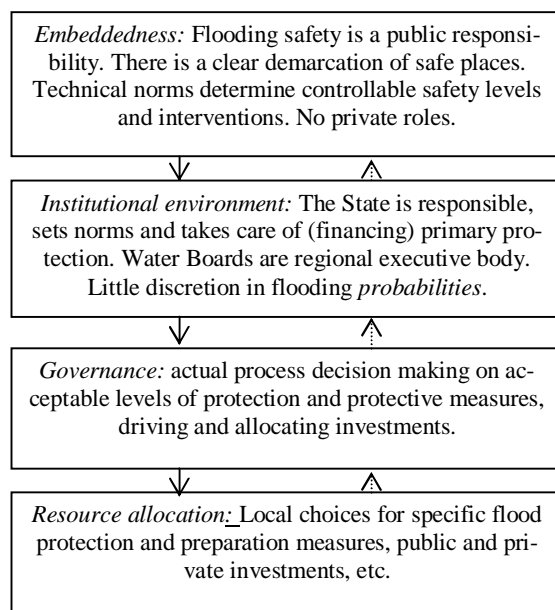 Embeddedness: Flooding safety is a public responsi-
bility. There is a clear demarcation of safe places.
Technical norms determine controllable safety levels
and interventions. No private roles.
Institutional environment: The State is responsible,
sets norms and takes care of (financing) primary pro-
tection. Water Boards are regional executive body.
Little discretion in flooding probabilities.
Governance: actual process decision making on ac-
ceptable levels of protection and protective measures,
driving and allocating investments.
Resource allocation: Local choices for specific flood
protection and preparation measures, public and pri-
vate investments, etc.